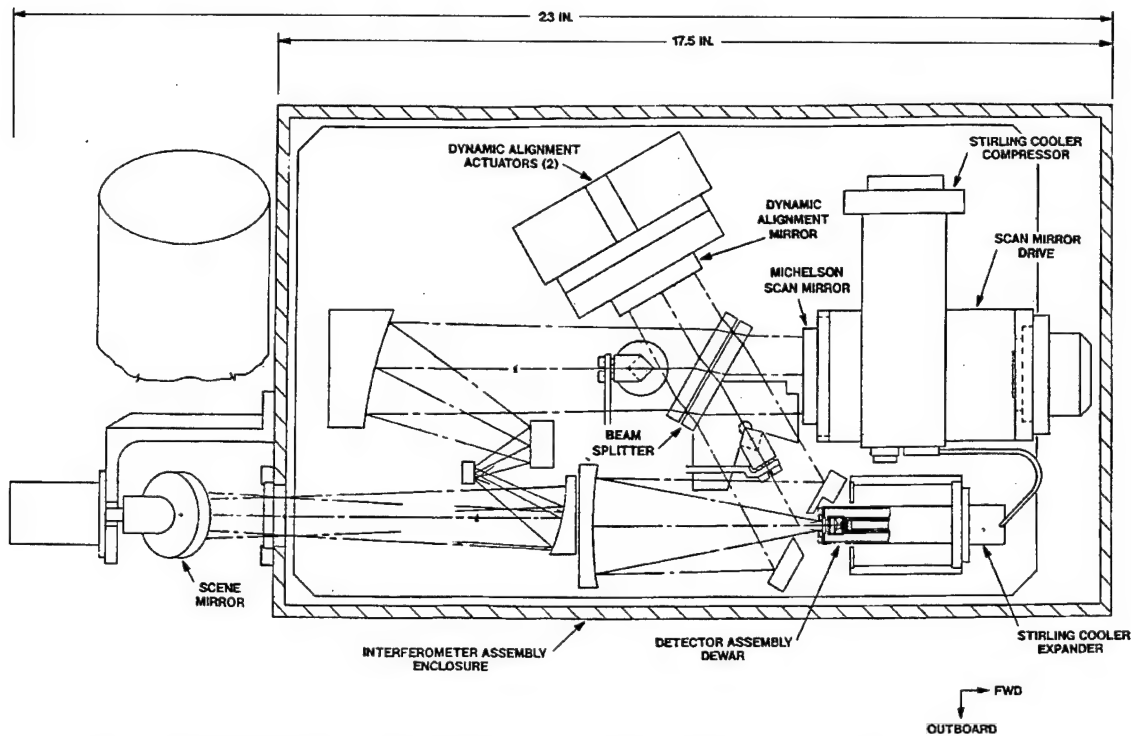 23 IN.
17.5 IN.
DYNAMIC ALIGNMENT
ACTUATORS (2)
STIRLING COOLER
COMPRESSOR
DYNAMIC
ALIGNMENT
MIRROR
SCAN MIRROR
DRIVE
MICHELSON
SCAN MIRROR
BEAM
SPLITTER
SCENE
MIRROR
INTERFEROMETER ASSEMBLY
ENCLOSURE
DETECTOR ASSEMBLY
DEWAR
STIRLING COOLER
EXPANDER
FWD
OUTBOARD